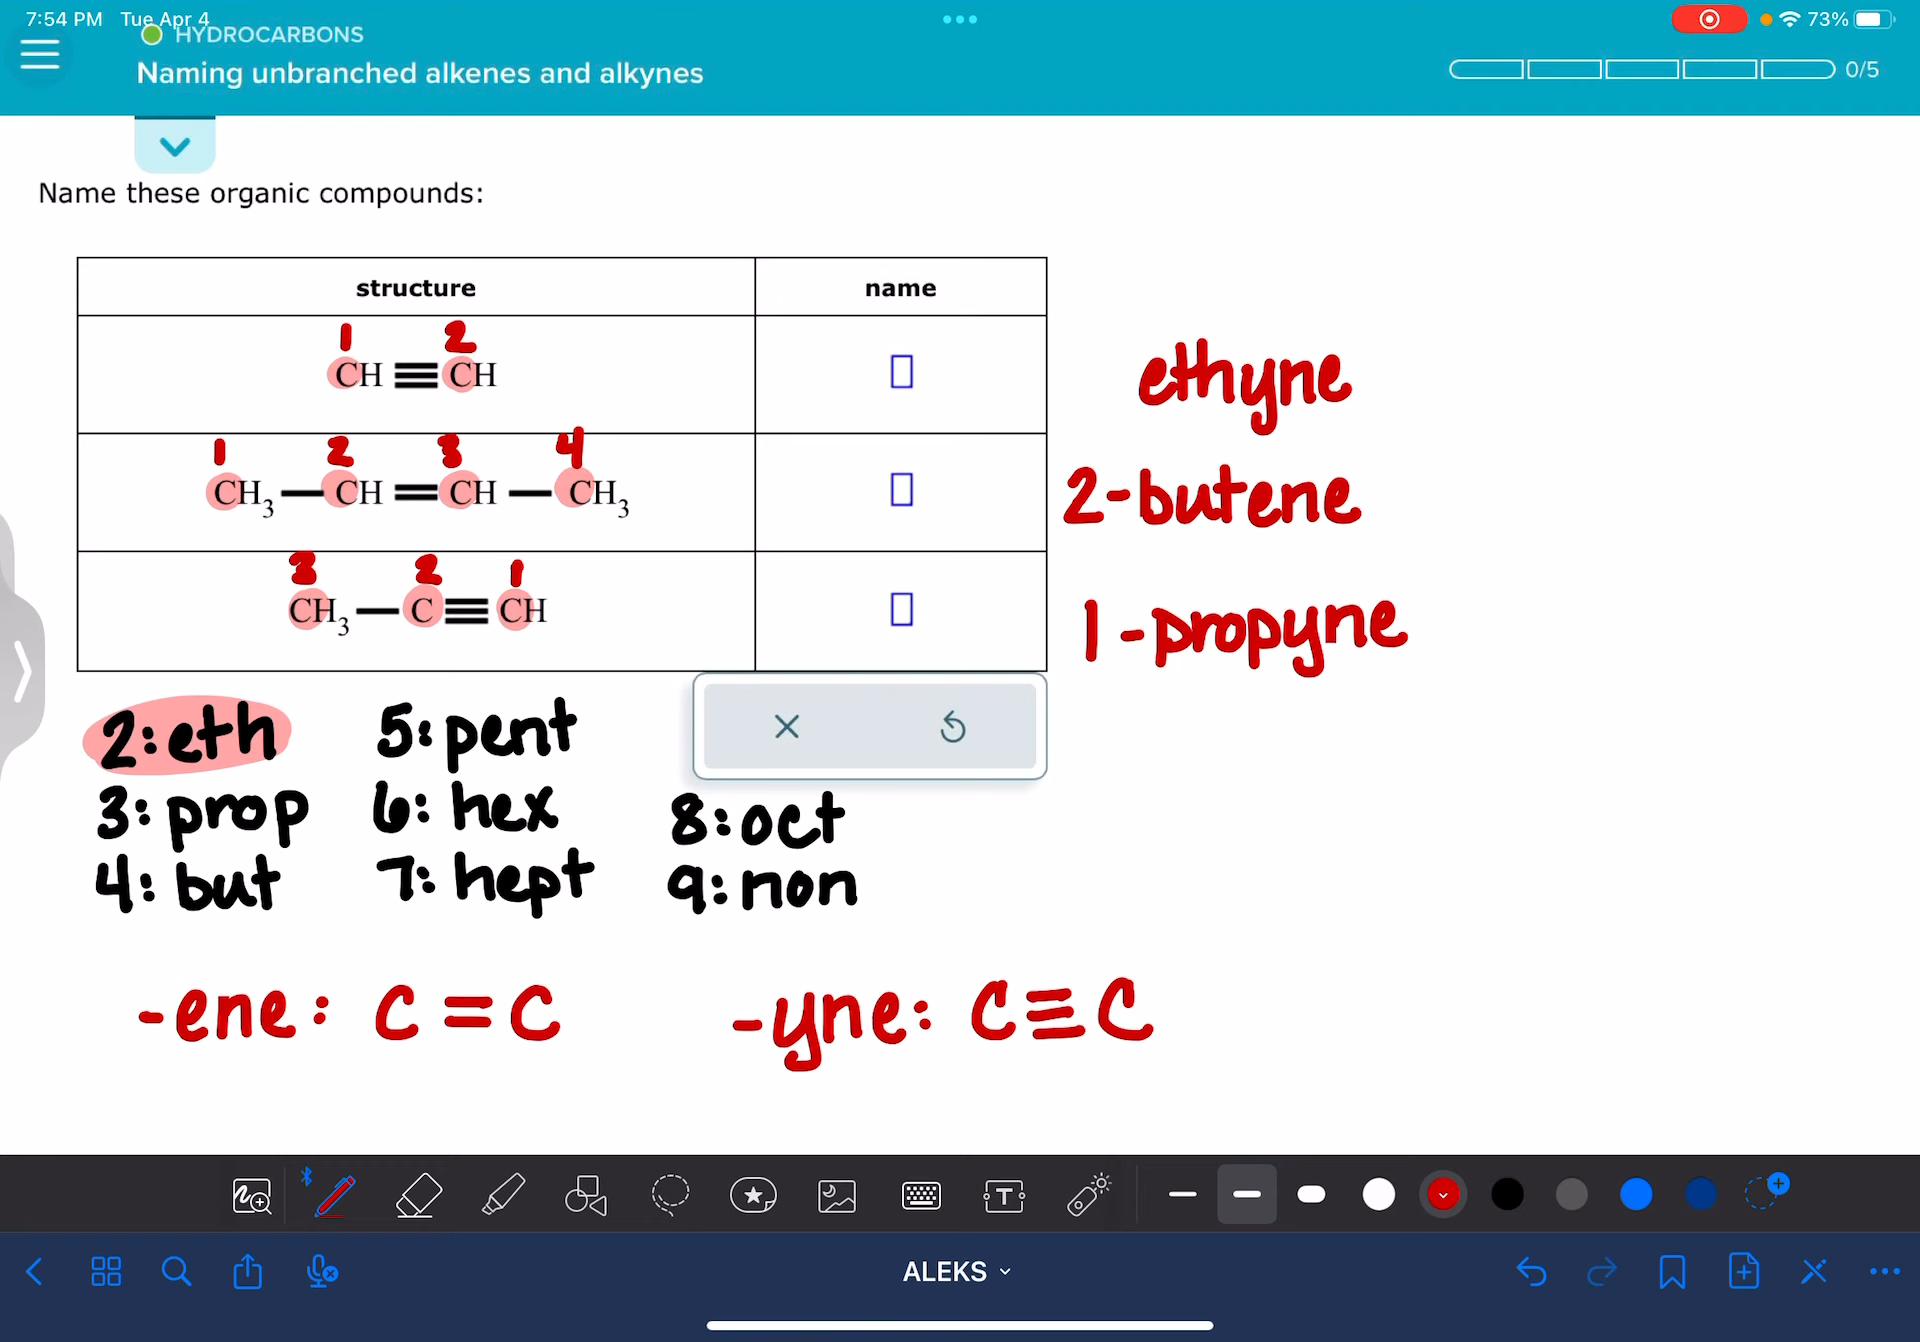 7:54 PM Tue Apr 4
73%
HYDROCARBONS
Naming unbranched alkenes and alkynes
0/5
Name these organic compounds:
structure name
1 2
CH≡CH
ethyne
1 2 3 4
CH₃—CH=CH—CH₃
2-butene
3 2 1
CH₃—C≡CH
1-propyne
2: eth 5: pent
3: prop 6: hex 8: oct
4: but 7: hept 9: non
-ene: C=C -yne: C≡C
T
ALEKS